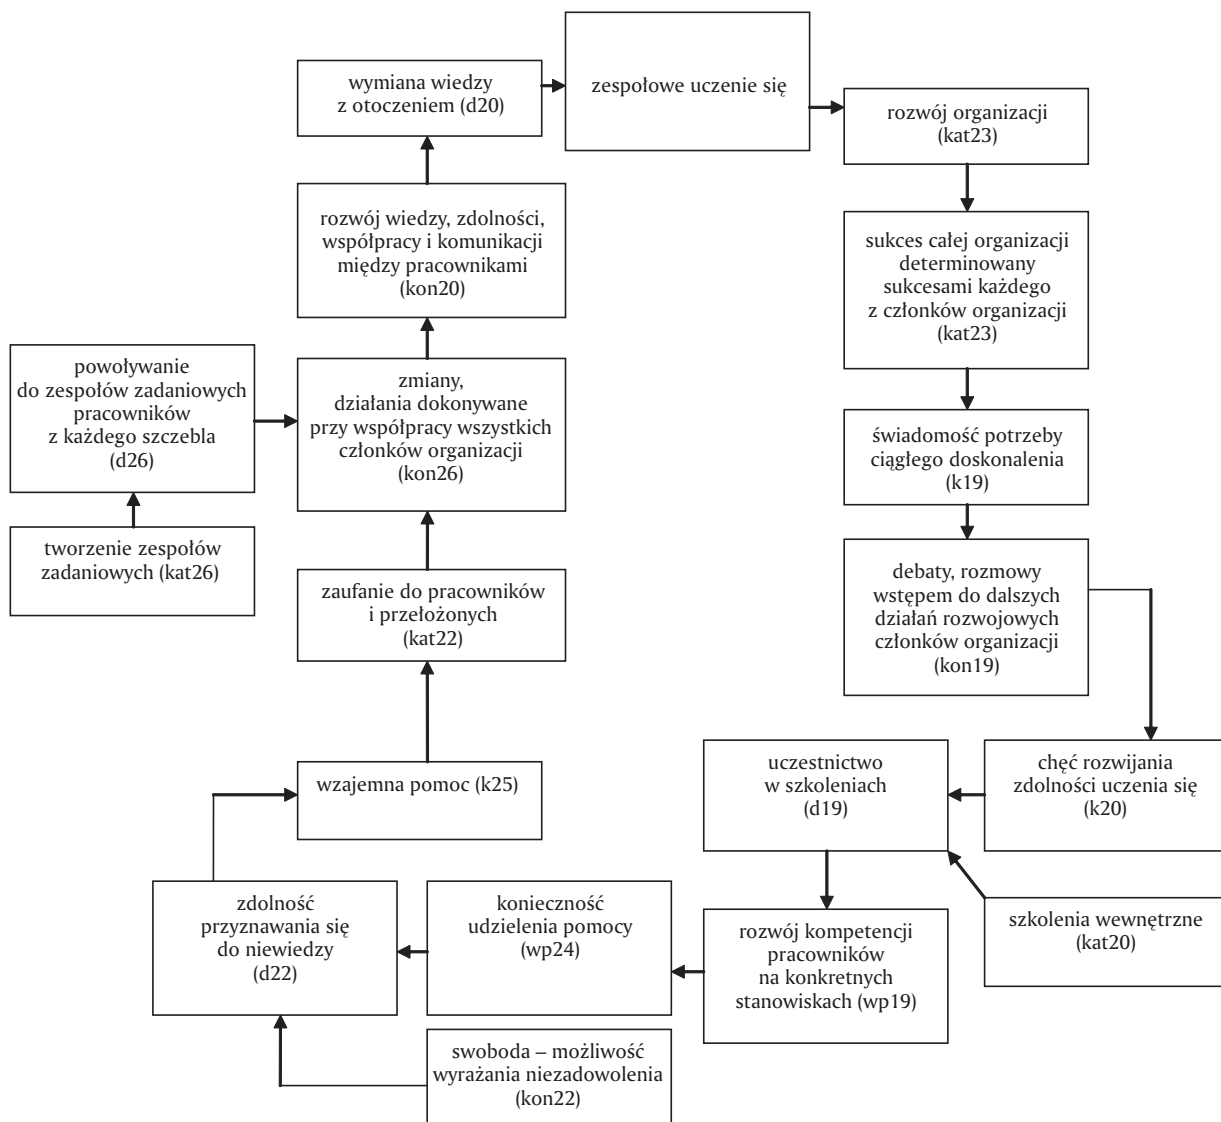 wymiana wiedzy
z otoczeniem (d20)
zespołowe uczenie się
rozwój organizacji
(kat23)
rozwój wiedzy, zdolności,
współpracy i komunikacji
między pracownikami
(kon20)
sukces całej organizacji
determinowany
sukcesami każdego
z członków organizacji
(kat23)
powoływanie
do zespołów zadaniowych
pracowników
z każdego szczebla
(d26)
zmiany,
działania dokonywane
przy współpracy wszystkich
członków organizacji
(kon26)
świadomość potrzeby
ciągłego doskonalenia
(k19)
tworzenie zespołów
zadaniowych (kat26)
zaufanie do pracowników
i przełożonych
(kat22)
debaty, rozmowy
wstępem do dalszych
działań rozwojowych
członków organizacji
(kon19)
wzajemna pomoc (k25)
uczestnictwo
w szkoleniach
(d19)
chęć rozwijania
zdolności uczenia się
(k20)
zdolność
przyznawania się
do niewiedzy
(d22)
konieczność
udzielenia pomocy
(wp24)
rozwój kompetencji
pracowników
na konkretnych
stanowiskach (wp19)
szkolenia wewnętrzne
(kat20)
swoboda – możliwość
wyrażania niezadowolenia
(kon22)